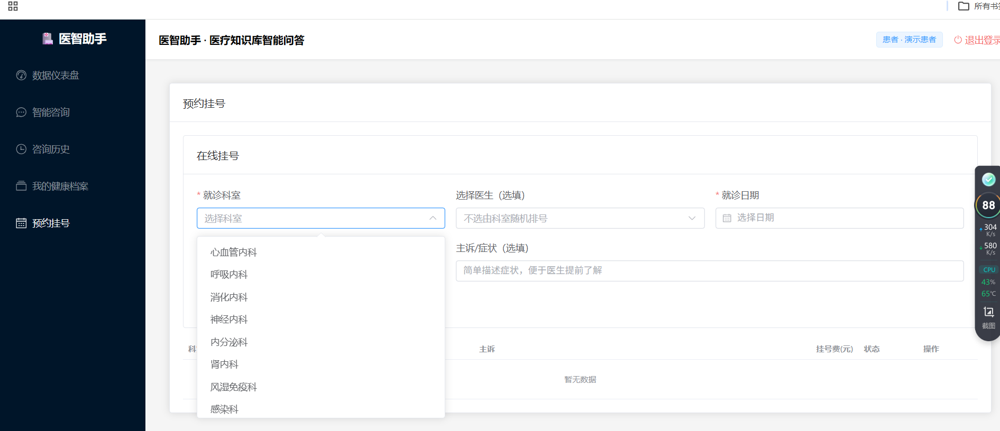 所有书签
医智助手
医智助手 · 医疗知识库智能问答
患者 · 演示患者
退出登录
数据仪表盘
智能咨询
咨询历史
我的健康档案
预约挂号
预约挂号
在线挂号
* 就诊科室
选择医生（选填）
* 就诊日期
选择科室
不选由科室随机排号
选择日期
主诉/症状（选填）
简单描述症状，便于医生提前了解
心血管内科
呼吸内科
消化内科
神经内科
内分泌科
肾内科
风湿免疫科
感染科
科
主诉
挂号费(元)
状态
操作
暂无数据
88
304
K/s
580
K/s
CPU
43%
65°C
截图